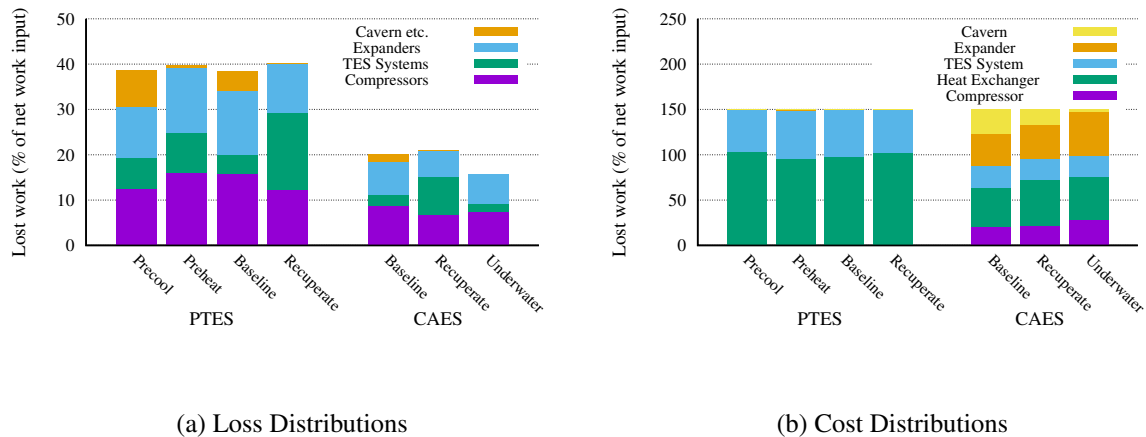 Lost work (% of net work input)
50
40
30
20
10
0
Cavern etc.
Expanders
TES Systems
Compressors
Precool
Preheat
Baseline
Recuperate
Baseline
Recuperate
Underwater
PTES
CAES
(a) Loss Distributions
Lost work (% of net work input)
250
200
150
100
50
0
Cavern
Expander
TES System
Heat Exchanger
Compressor
Precool
Preheat
Baseline
Recuperate
Baseline
Recuperate
Underwater
PTES
CAES
(b) Cost Distributions